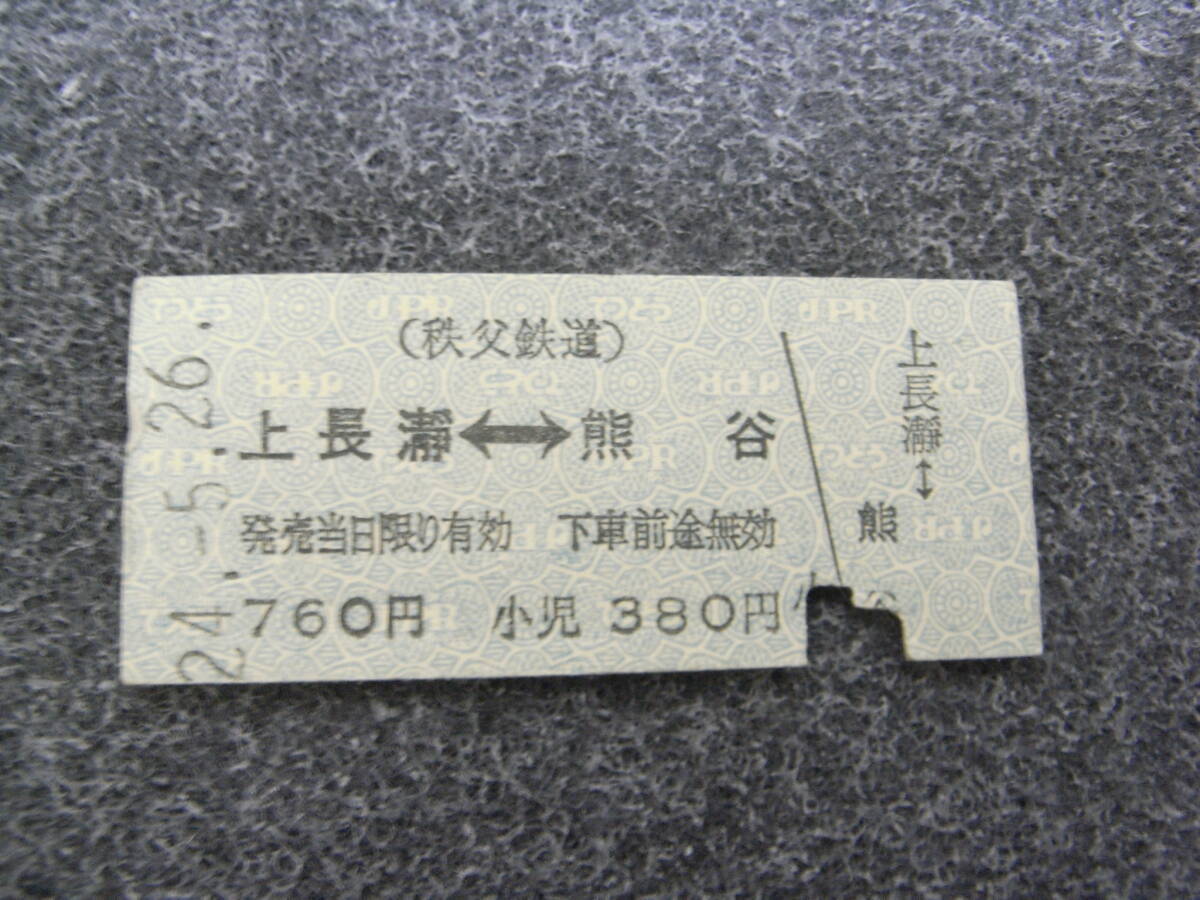 (秩父鉄道)
上長瀞⟷熊 谷
発売当日限り有効 下車前途無効
760円 小児 380円
24.-5.26.
上長瀞↔
熊